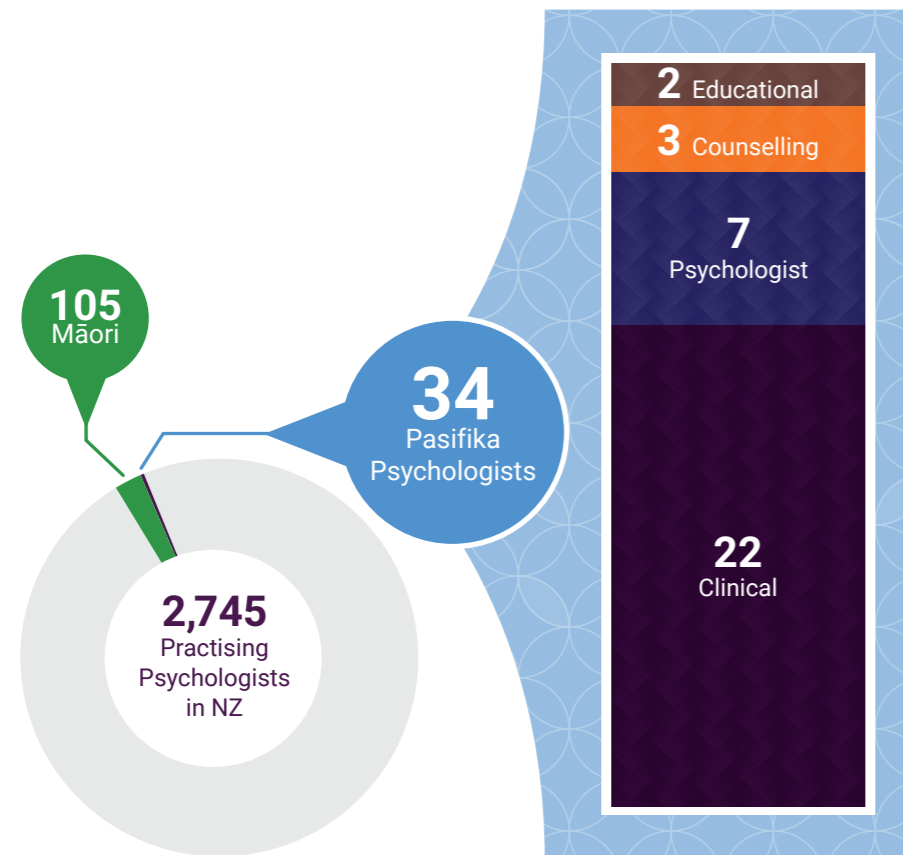 105
Māori
34
Pasifika
Psychologists
2,745
Practising
Psychologists
in NZ
2 Educational
3 Counselling
7
Psychologist
22
Clinical